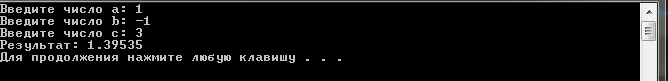 Введите число a: 1
Введите число b: -1
Введите число c: 3
Результат: 1.39535
Для продолжения нажмите любую клавишу . . .